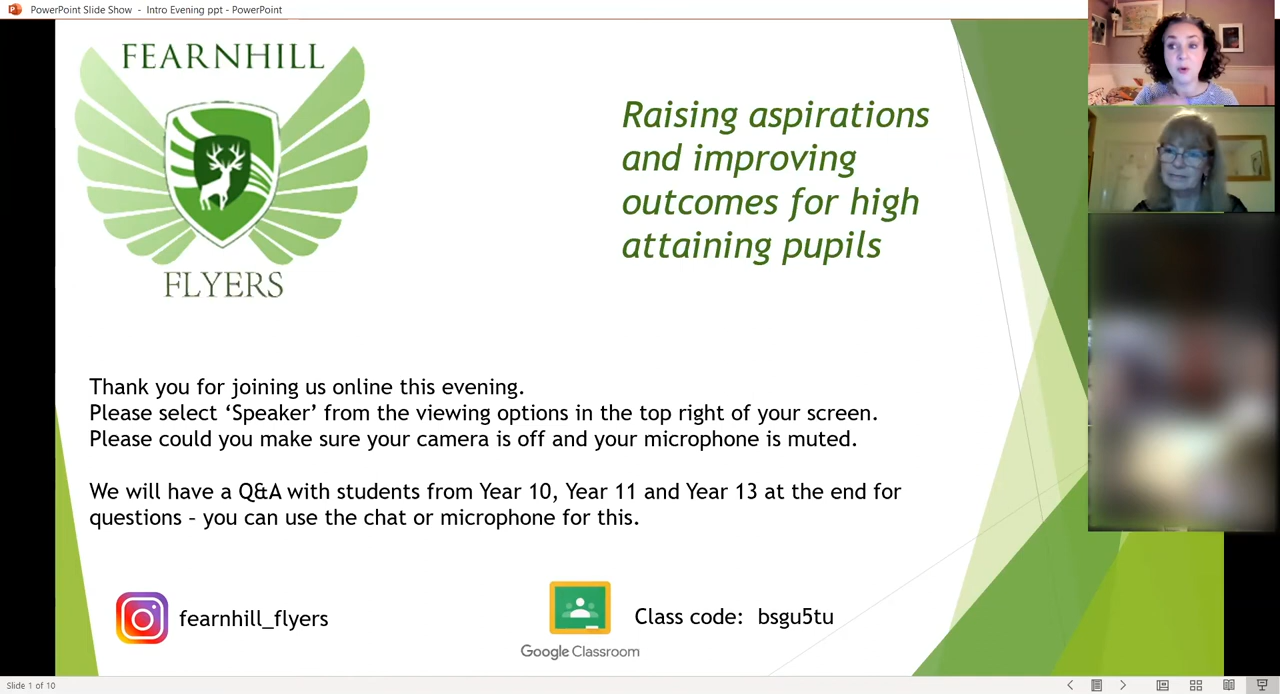 PowerPoint Slide Show - Intro Evening ppt - PowerPoint
FEARNHILL
FLYERS
Raising aspirations
and improving
outcomes for high
attaining pupils
Thank you for joining us online this evening.
Please select ‘Speaker’ from the viewing options in the top right of your screen.
Please could you make sure your camera is off and your microphone is muted.
We will have a Q&A with students from Year 10, Year 11 and Year 13 at the end for
questions – you can use the chat or microphone for this.
fearnhill_flyers
Google Classroom
Class code: bsgu5tu
Slide 1 of 10